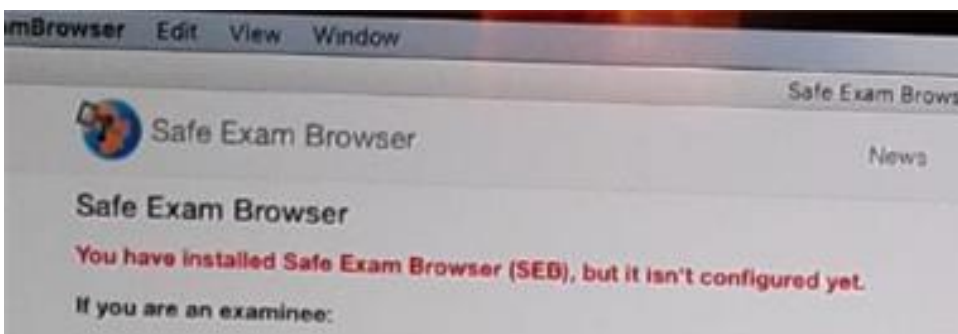 mBrowser Edit View Window
Safe Exam Brows
Safe Exam Browser
News
Safe Exam Browser
You have installed Safe Exam Browser (SEB), but it isn't configured yet.
If you are an examinee: